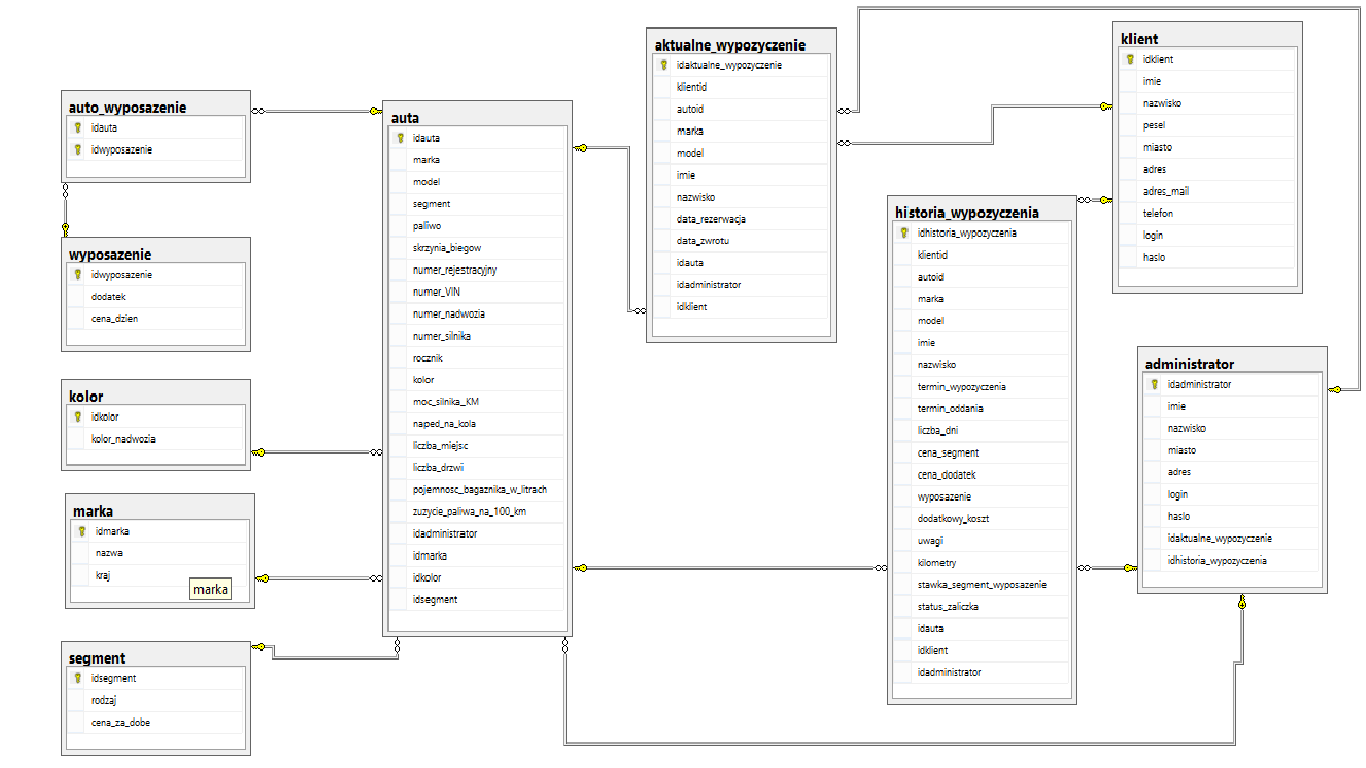 auto_wyposazenie
idauta
idwyposazenie
wyposazenie
idwyposazenie
dodatek
cena_dzien
kolor
idkolor
kolor_nadwozia
marka
idmarka
nazwa
kraj
marka
segment
idsegment
rodzaj
cena_za_dobe
auta
idauta
marka
model
segment
paliwo
skrzynia_biegow
numer_rejestracyjny
numer_VIN
numer_nadwozia
numer_silnika
rocznik
kolor
moc_silnika_KM
naped_na_kola
liczba_miejsc
liczba_drzwii
pojemnosc_bagaznika_w_litrach
zuzycie_paliwa_na_100_km
idadministrator
idmarka
idkolor
idsegment
aktualne_wypozyczenie
idaktualne_wypozyczenie
klientid
autoid
marka
model
imie
nazwisko
data_rezerwacja
data_zwrotu
idauta
idadministrator
idklient
historia_wypozyczenia
idhistoria_wypozyczenia
klientid
autoid
marka
model
imie
nazwisko
termin_wypozyczenia
termin_oddania
liczba_dni
cena_segment
cena_dodatek
wyposazenie
dodatkowy_koszt
uwagi
kilometry
stawka_segment_wyposazenie
status_zaliczka
idauta
idklient
idadministrator
klient
idklient
imie
nazwisko
pesel
miasto
adres
adres_mail
telefon
login
haslo
administrator
idadministrator
imie
nazwisko
miasto
adres
login
haslo
idaktualne_wypozyczenie
idhistoria_wypozyczenia